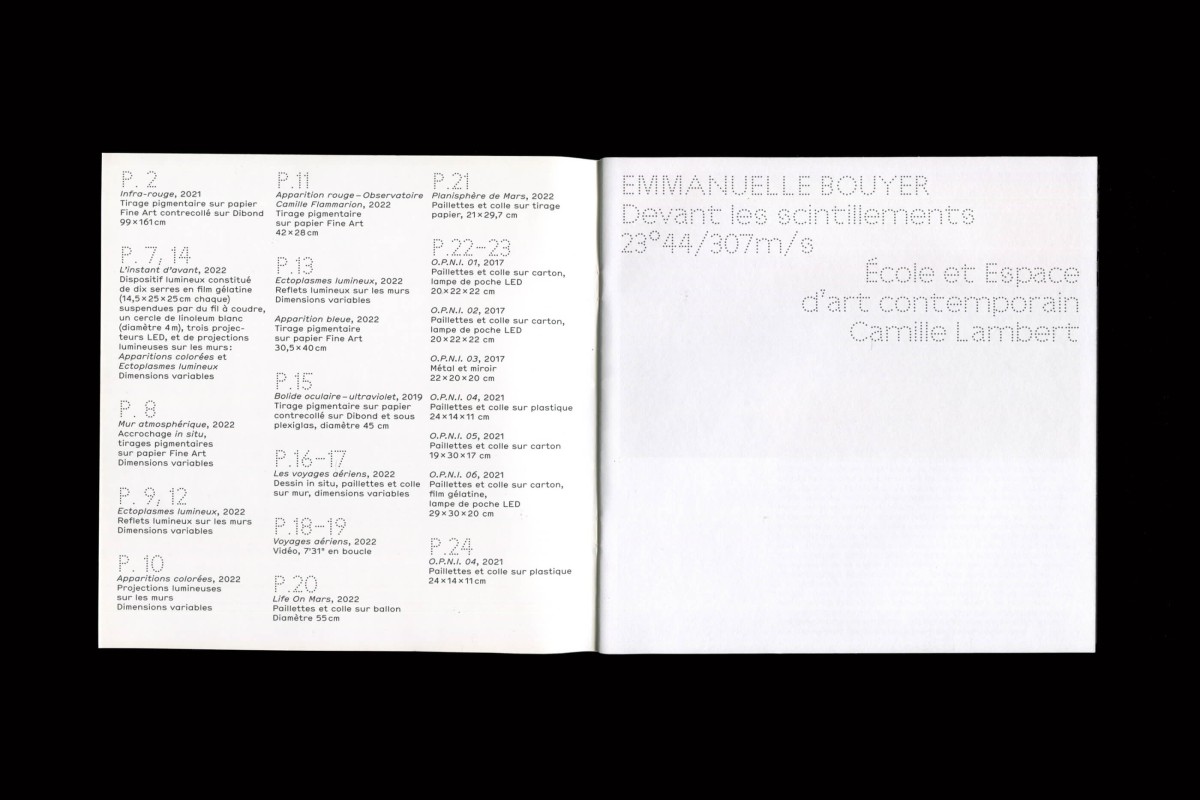 P. 2
Infra-rouge, 2021
Tirage pigmentaire sur papier
Fine Art contrecollé sur Dibond
99 × 161 cm
P. 7, 14
L'instant d'avant, 2022
Dispositif lumineux constitué
de dix serres en film gélatine
(14,5 × 25 × 25 cm chaque)
suspendues par du fil à coudre,
un cercle de linoleum blanc
(diamètre 4 m), trois projec-
teurs LED, et de projections
lumineuses sur les murs :
Apparitions colorées et
Ectoplasmes lumineux
Dimensions variables
P. 8
Mur atmosphérique, 2022
Accrochage in situ,
tirages pigmentaires
sur papier Fine Art
Dimensions variables
P. 9, 12
Ectoplasmes lumineux, 2022
Reflets lumineux sur les murs
Dimensions variables
P. 10
Apparitions colorées, 2022
Projections lumineuses
sur les murs
Dimensions variables
P.11
Apparition rouge – Observatoire
Camille Flammarion, 2022
Tirage pigmentaire
sur papier Fine Art
42 × 28 cm
P.13
Ectoplasmes lumineux, 2022
Reflets lumineux sur les murs
Dimensions variables
Apparition bleue, 2022
Tirage pigmentaire
sur papier Fine Art
30,5 × 40 cm
P.15
Bolide oculaire – ultraviolet, 2019
Tirage pigmentaire sur papier
contrecollé sur Dibond et sous
plexiglas, diamètre 45 cm
P.16–17
Les voyages aériens, 2022
Dessin in situ, paillettes et colle
sur mur, dimensions variables
P.18–19
Voyages aériens, 2022
Vidéo, 7'31" en boucle
P.20
Life On Mars, 2022
Paillettes et colle sur ballon
Diamètre 55 cm
P.21
Planisphère de Mars, 2022
Paillettes et colle sur tirage
papier, 21 × 29,7 cm
P.22–23
O.P.N.I. 01, 2017
Paillettes et colle sur carton,
lampe de poche LED
20 × 22 × 22 cm
O.P.N.I. 02, 2017
Paillettes et colle sur carton,
lampe de poche LED
20 × 22 × 22 cm
O.P.N.I. 03, 2017
Métal et miroir
22 × 20 × 20 cm
O.P.N.I. 04, 2021
Paillettes et colle sur plastique
24 × 14 × 11 cm
O.P.N.I. 05, 2021
Paillettes et colle sur carton
19 × 30 × 17 cm
O.P.N.I. 06, 2021
Paillettes et colle sur carton,
film gélatine,
lampe de poche LED
29 × 30 × 20 cm
P.24
O.P.N.I. 04, 2021
Paillettes et colle sur plastique
24 × 14 × 11 cm
EMMANUELLE BOUYER
Devant les scintillements
23°44/307m/s
École et Espace
d'art contemporain
Camille Lambert